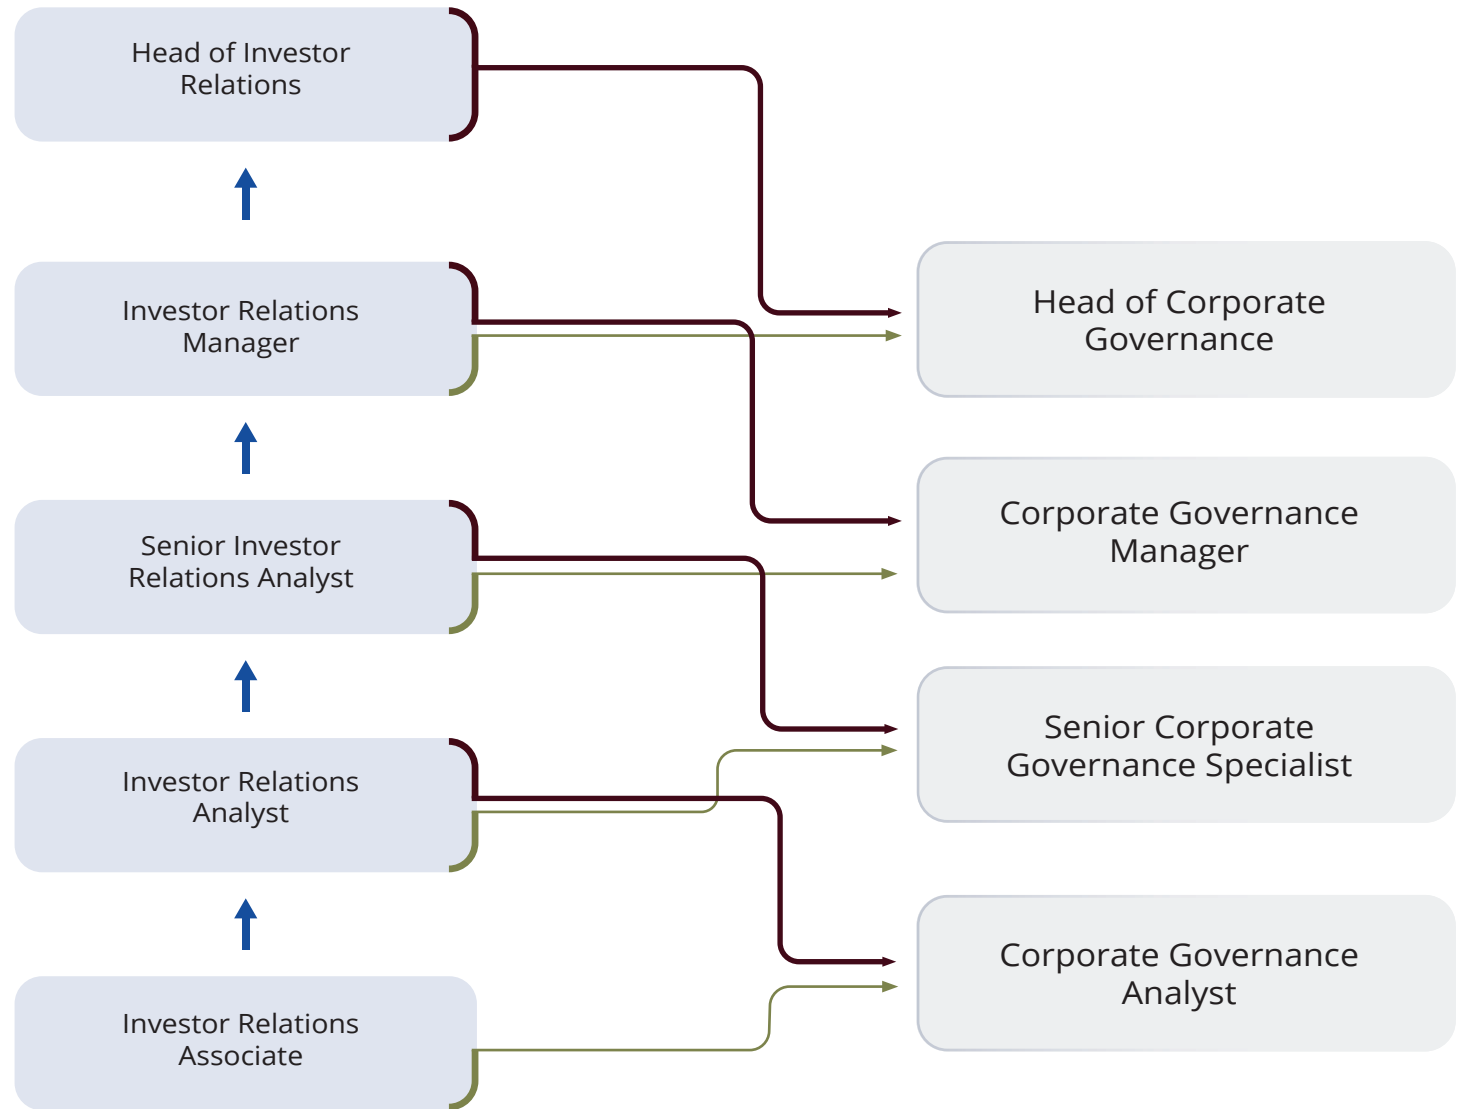 Head of Investor
Relations
Investor Relations
Manager
Senior Investor
Relations Analyst
Investor Relations
Analyst
Investor Relations
Associate
Head of Corporate
Governance
Corporate Governance
Manager
Senior Corporate
Governance Specialist
Corporate Governance
Analyst